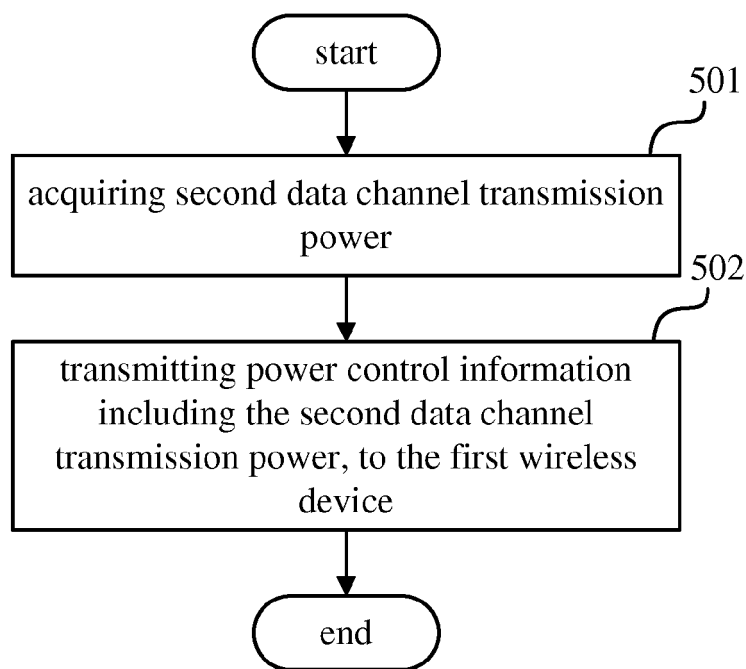 start
501
acquiring second data channel transmission
power
502
transmitting power control information
including the second data channel
transmission power, to the first wireless
device
end